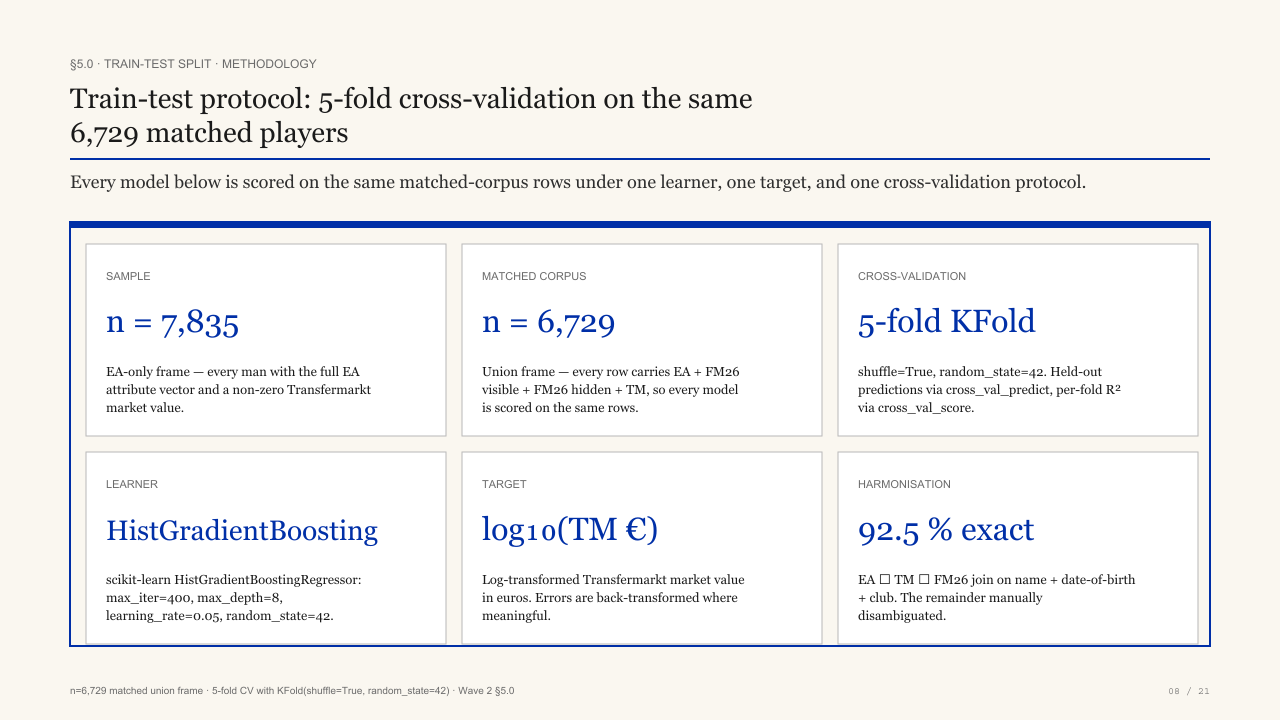 §5.0 · TRAIN-TEST SPLIT · METHODOLOGY
Train-test protocol: 5-fold cross-validation on the same
6,729 matched players
Every model below is scored on the same matched-corpus rows under one learner, one target, and one cross-validation protocol.
SAMPLE
n = 7,835
EA-only frame — every man with the full EA
attribute vector and a non-zero Transfermarkt
market value.
MATCHED CORPUS
n = 6,729
Union frame — every row carries EA + FM26
visible + FM26 hidden + TM, so every model
is scored on the same rows.
CROSS-VALIDATION
5-fold KFold
shuffle=True, random_state=42. Held-out
predictions via cross_val_predict, per-fold R²
via cross_val_score.
LEARNER
HistGradientBoosting
scikit-learn HistGradientBoostingRegressor:
max_iter=400, max_depth=8,
learning_rate=0.05, random_state=42.
TARGET
log₁₀(TM €)
Log-transformed Transfermarkt market value
in euros. Errors are back-transformed where
meaningful.
HARMONISATION
92.5 % exact
EA ☐ TM ☐ FM26 join on name + date-of-birth
+ club. The remainder manually
disambiguated.
n=6,729 matched union frame · 5-fold CV with KFold(shuffle=True, random_state=42) · Wave 2 §5.0
08 / 21